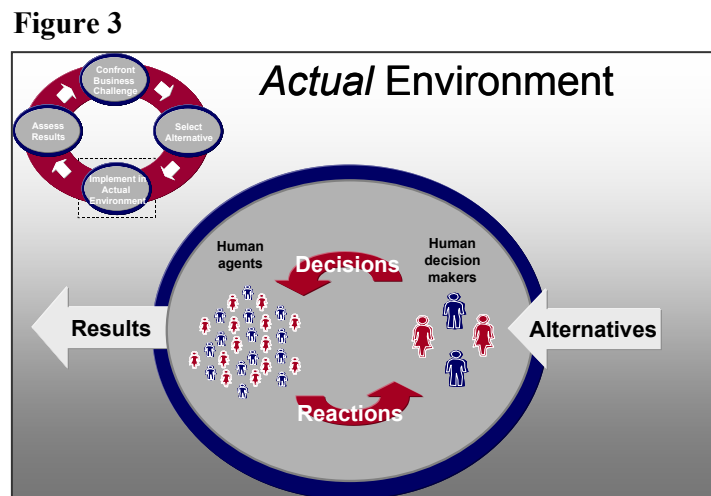 Figure 3
Actual Environment
Confront
Business
Challenge
Assess
Results
Select
Alternative
Implement in
Actual
Environment
Human
agents
Decisions
Human
decision
makers
Results
Alternatives
Reactions